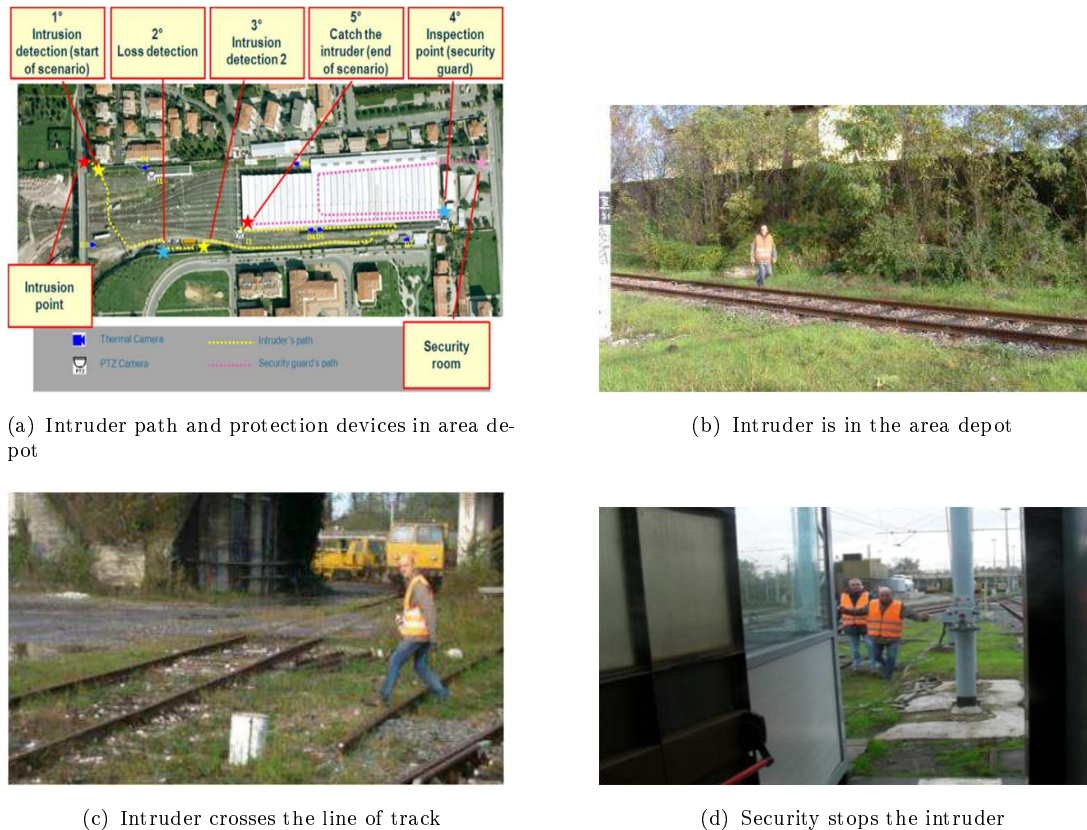 1°
Intrusion
detection (start
of scenario)
2°
Loss detection
3°
Intrusion
detection 2
5°
Catch the
intruder (end
of scenario)
4°
Inspection
point (security
guard)
Intrusion
point
Security
room
Thermal Camera
Intruder's path
PTZ Camera
Security guard's path
(a) Intruder path and protection devices in area de-
pot
(b) Intruder is in the area depot
(c) Intruder crosses the line of track
(d) Security stops the intruder